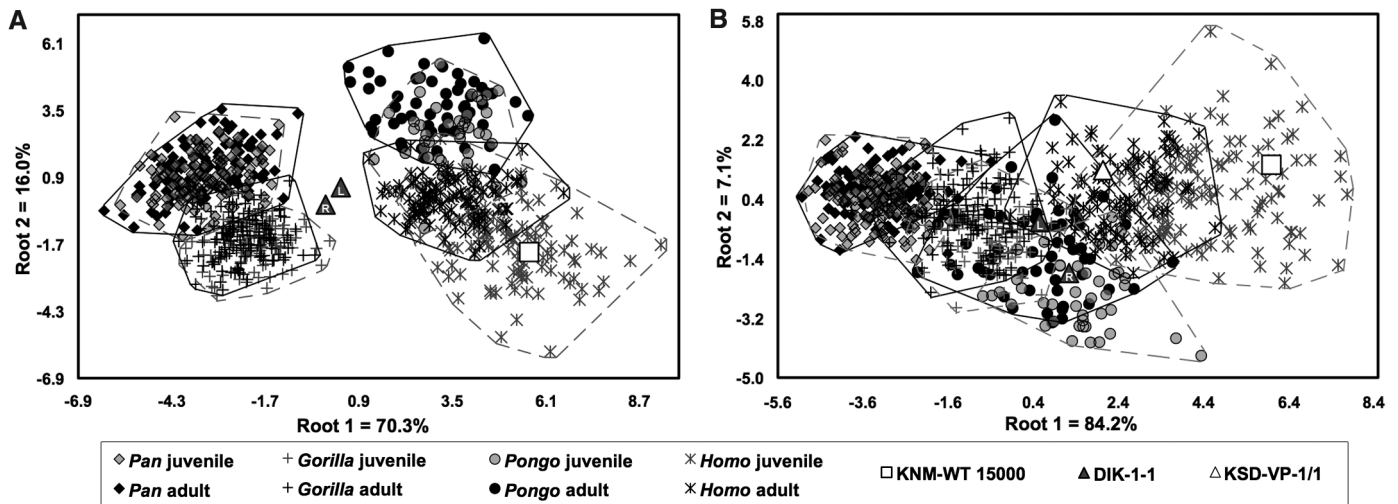 A
B
6.1
3.5
0.9
-1.7
-4.3
-6.9
Root 2 = 16.0%
L
R
-6.9 -4.3 -1.7 0.9 3.5 6.1 8.7
Root 1 = 70.3%
5.8
4.0
2.2
0.4
-1.4
-3.2
-5.0
Root 2 = 7.1%
L
R
-5.6 -3.6 -1.6 0.4 2.4 4.4 6.4 8.4
Root 1 = 84.2%
Pan juvenile Gorilla juvenile Pongo juvenile Homo juvenile KNM-WT 15000 DIK-1-1 KSD-VP-1/1
Pan adult Gorilla adult Pongo adult Homo adult